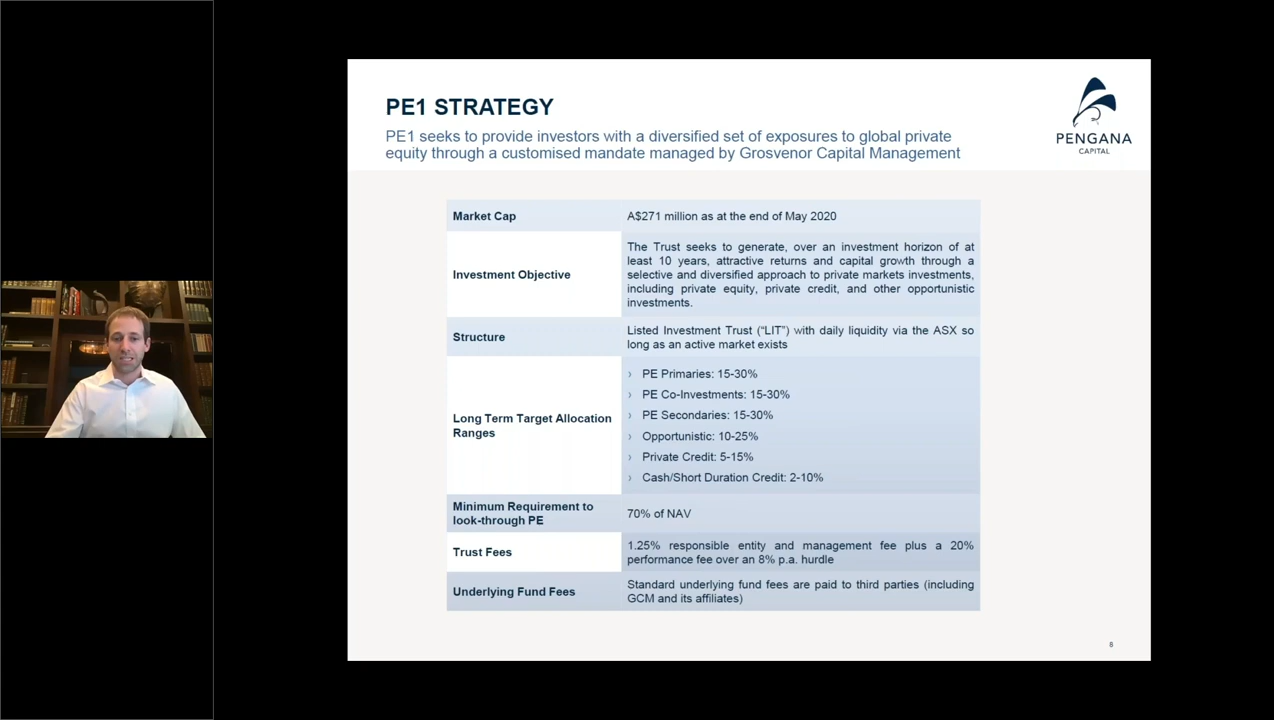 PE1 STRATEGY
PE1 seeks to provide investors with a diversified set of exposures to global private
equity through a customised mandate managed by Grosvenor Capital Management
PENGANA
CAPITAL
Market Cap
A$271 million as at the end of May 2020
Investment Objective
The Trust seeks to generate, over an investment horizon of at
least 10 years, attractive returns and capital growth through a
selective and diversified approach to private markets investments,
including private equity, private credit, and other opportunistic
investments.
Structure
Listed Investment Trust (“LIT”) with daily liquidity via the ASX so
long as an active market exists
Long Term Target Allocation
Ranges
› PE Primaries: 15-30%
› PE Co-Investments: 15-30%
› PE Secondaries: 15-30%
› Opportunistic: 10-25%
› Private Credit: 5-15%
› Cash/Short Duration Credit: 2-10%
Minimum Requirement to
look-through PE
70% of NAV
Trust Fees
1.25% responsible entity and management fee plus a 20%
performance fee over an 8% p.a. hurdle
Underlying Fund Fees
Standard underlying fund fees are paid to third parties (including
GCM and its affiliates)
8